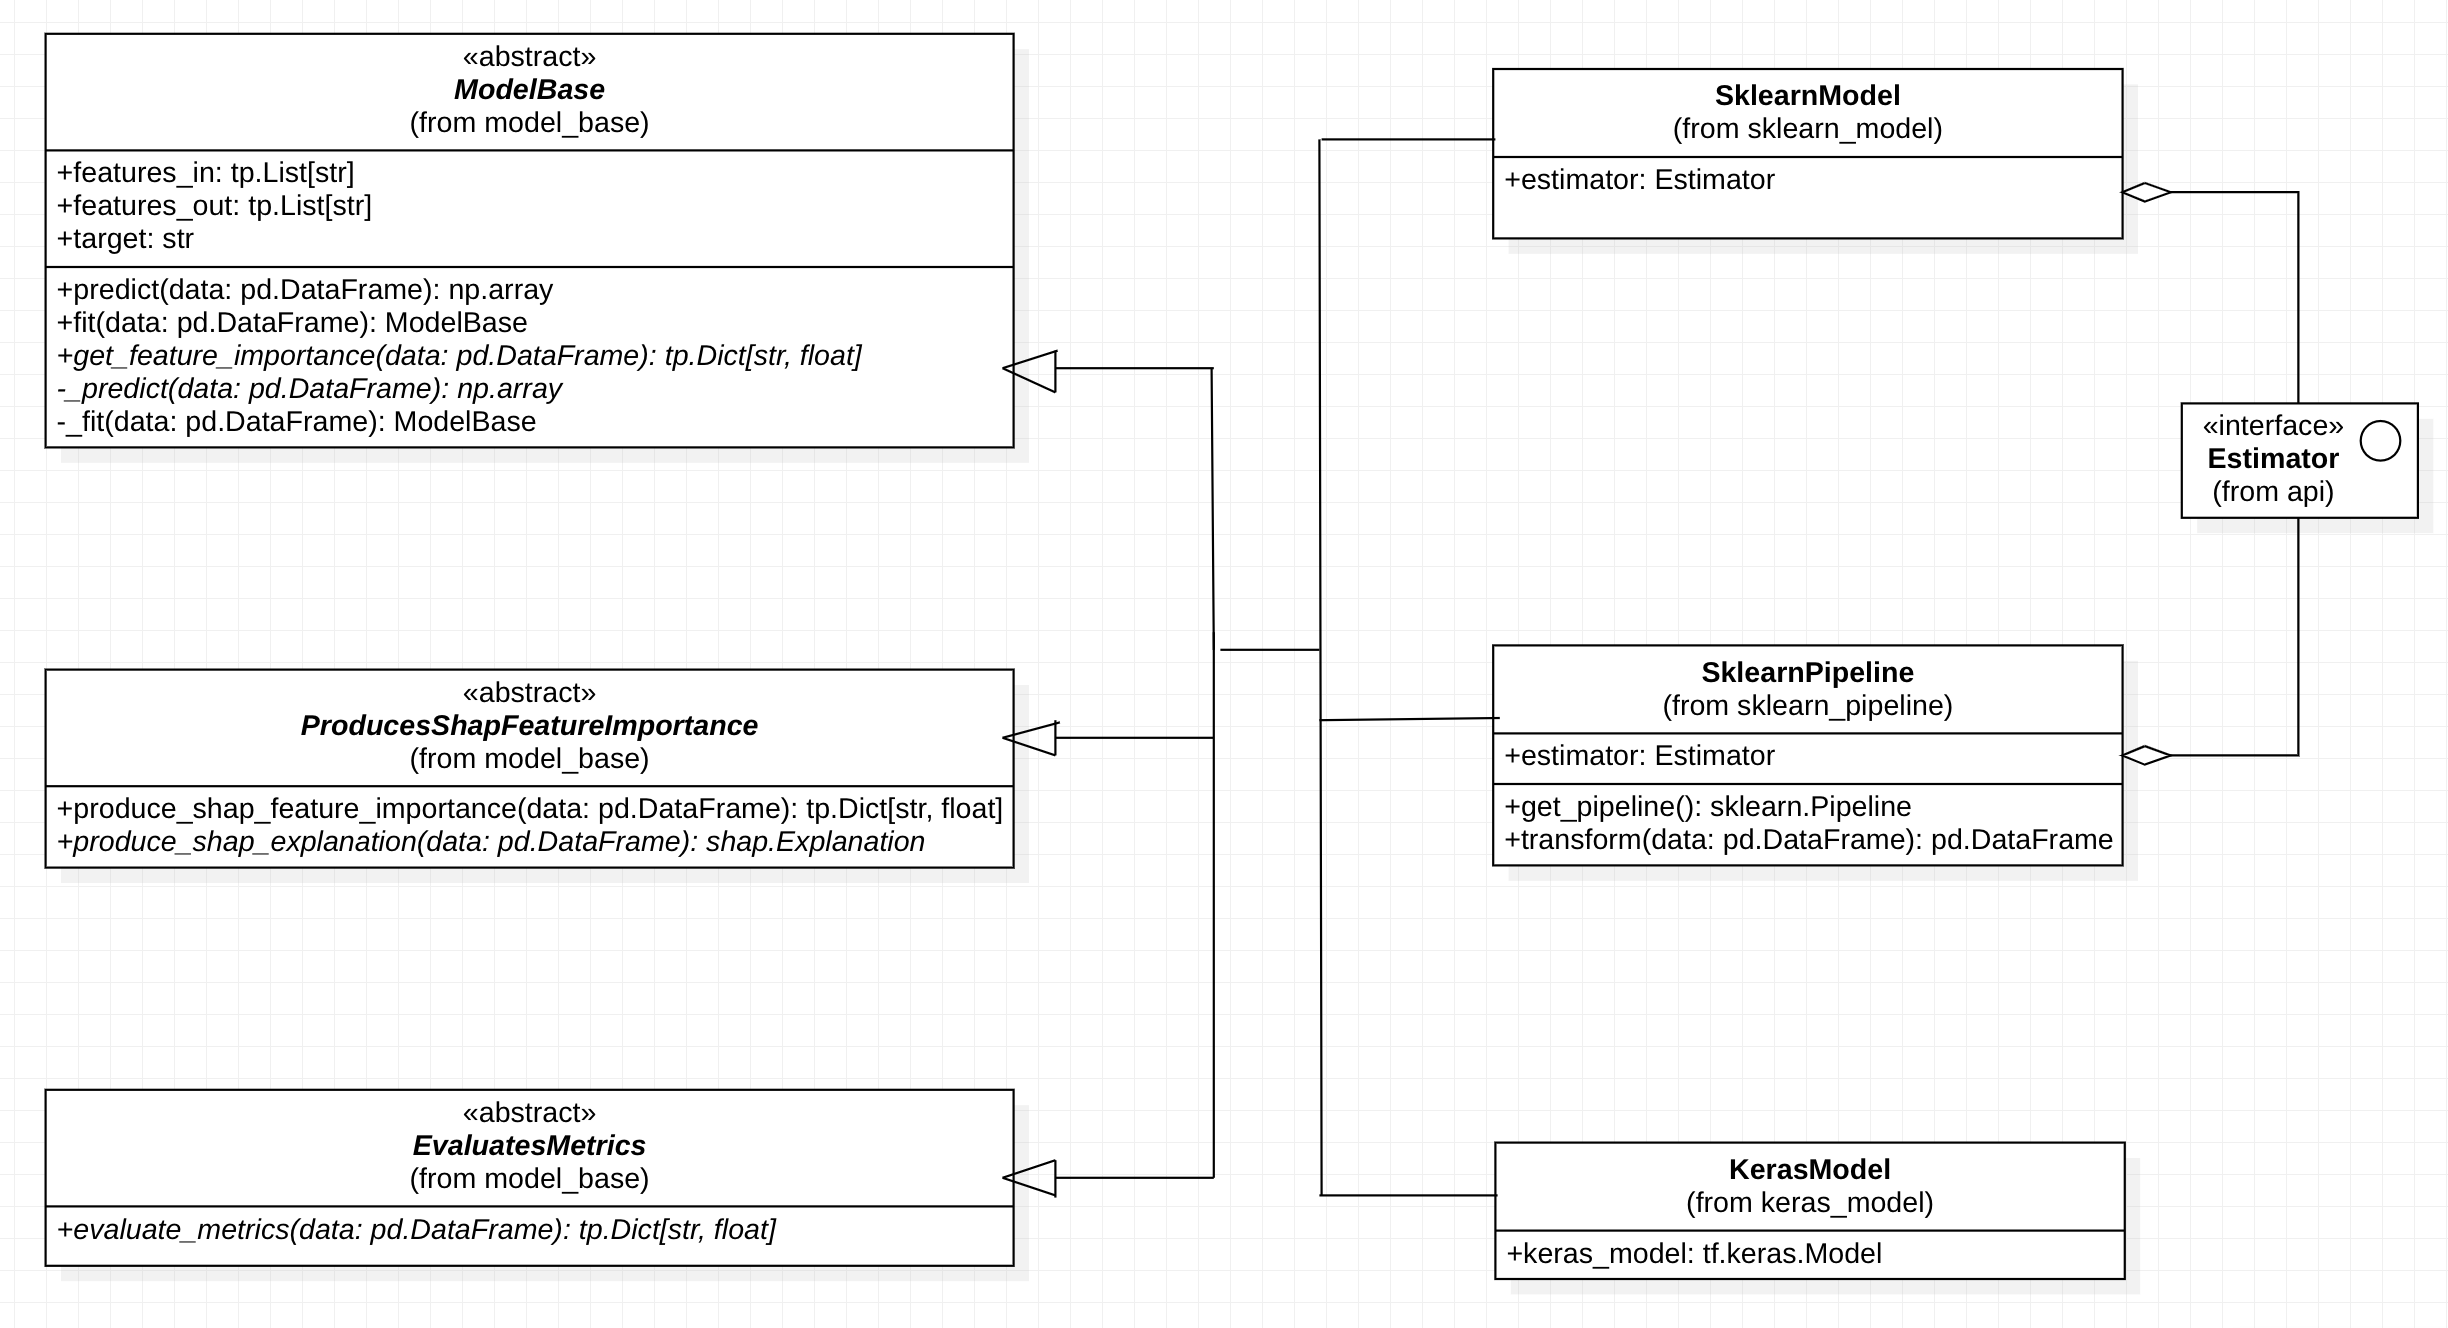 «abstract»
ModelBase
(from model_base)
+features_in: tp.List[str]
+features_out: tp.List[str]
+target: str
+predict(data: pd.DataFrame): np.array
+fit(data: pd.DataFrame): ModelBase
+get_feature_importance(data: pd.DataFrame): tp.Dict[str, float]
-_predict(data: pd.DataFrame): np.array
-_fit(data: pd.DataFrame): ModelBase
«abstract»
ProducesShapFeatureImportance
(from model_base)
+produce_shap_feature_importance(data: pd.DataFrame): tp.Dict[str, float]
+produce_shap_explanation(data: pd.DataFrame): shap.Explanation
«abstract»
EvaluatesMetrics
(from model_base)
+evaluate_metrics(data: pd.DataFrame): tp.Dict[str, float]
SklearnModel
(from sklearn_model)
+estimator: Estimator
SklearnPipeline
(from sklearn_pipeline)
+estimator: Estimator
+get_pipeline(): sklearn.Pipeline
+transform(data: pd.DataFrame): pd.DataFrame
KerasModel
(from keras_model)
+keras_model: tf.keras.Model
«interface»
Estimator
(from api)